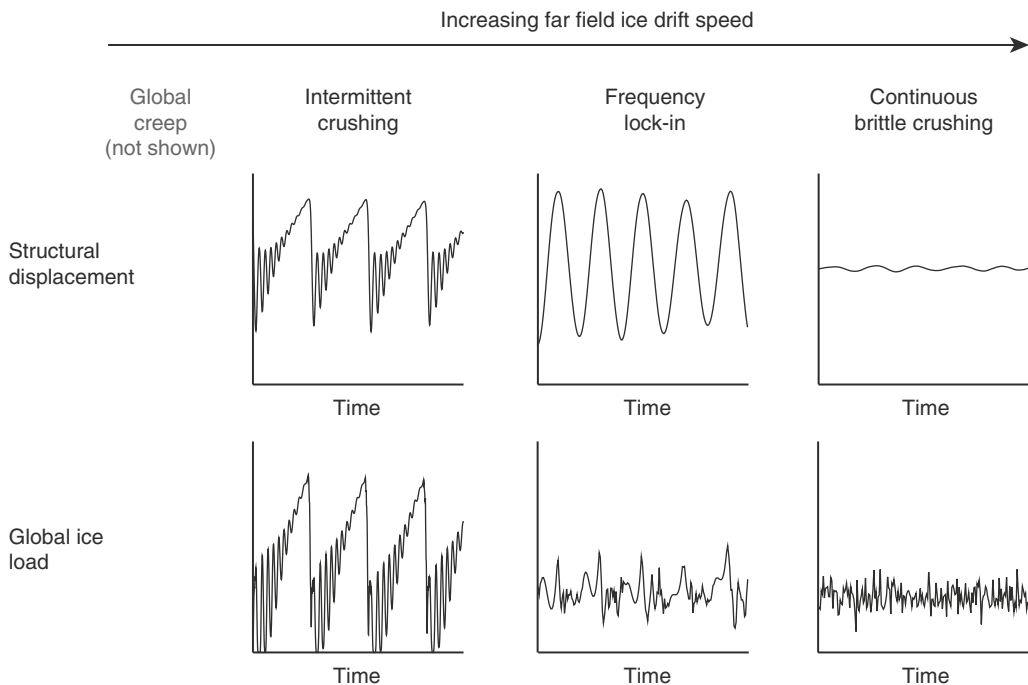 Increasing far field ice drift speed
Global
creep
(not shown)
Intermittent
crushing
Frequency
lock-in
Continuous
brittle crushing
Structural
displacement
Time
Time
Time
Global ice
load
Time
Time
Time